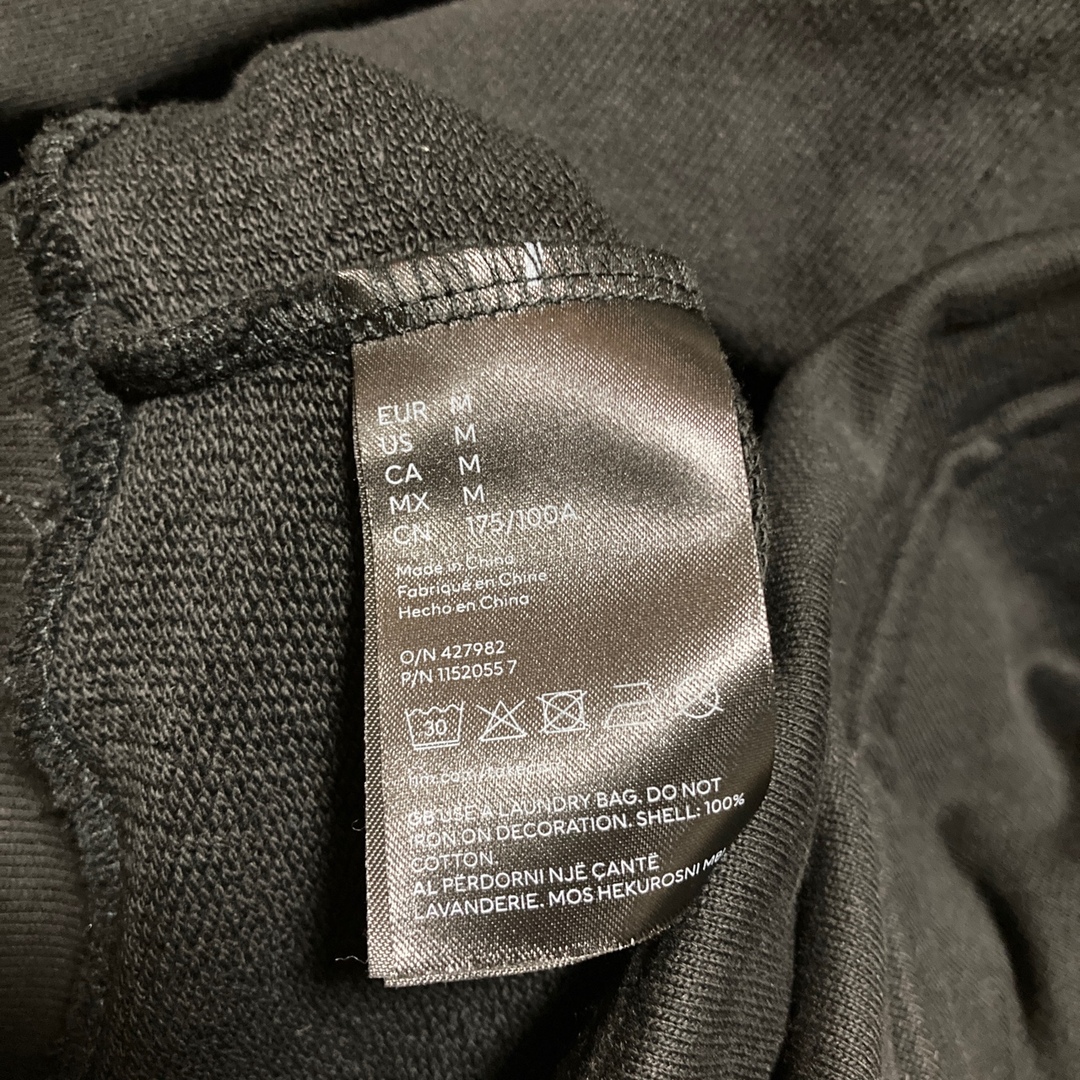 EUR M
US M
CA M
MX M
CN 175/100A
Made in China
Fabriqué en Chine
Hecho en China
O/N 427982
P/N 1152055 7
30
GB USE A LAUNDRY BAG. DO NOT
IRON ON DECORATION. SHELL: 100%
COTTON.
AL PËRDORNI NJË ÇANTË
LAVANDERIE. MOS HEKUROSNI MBI